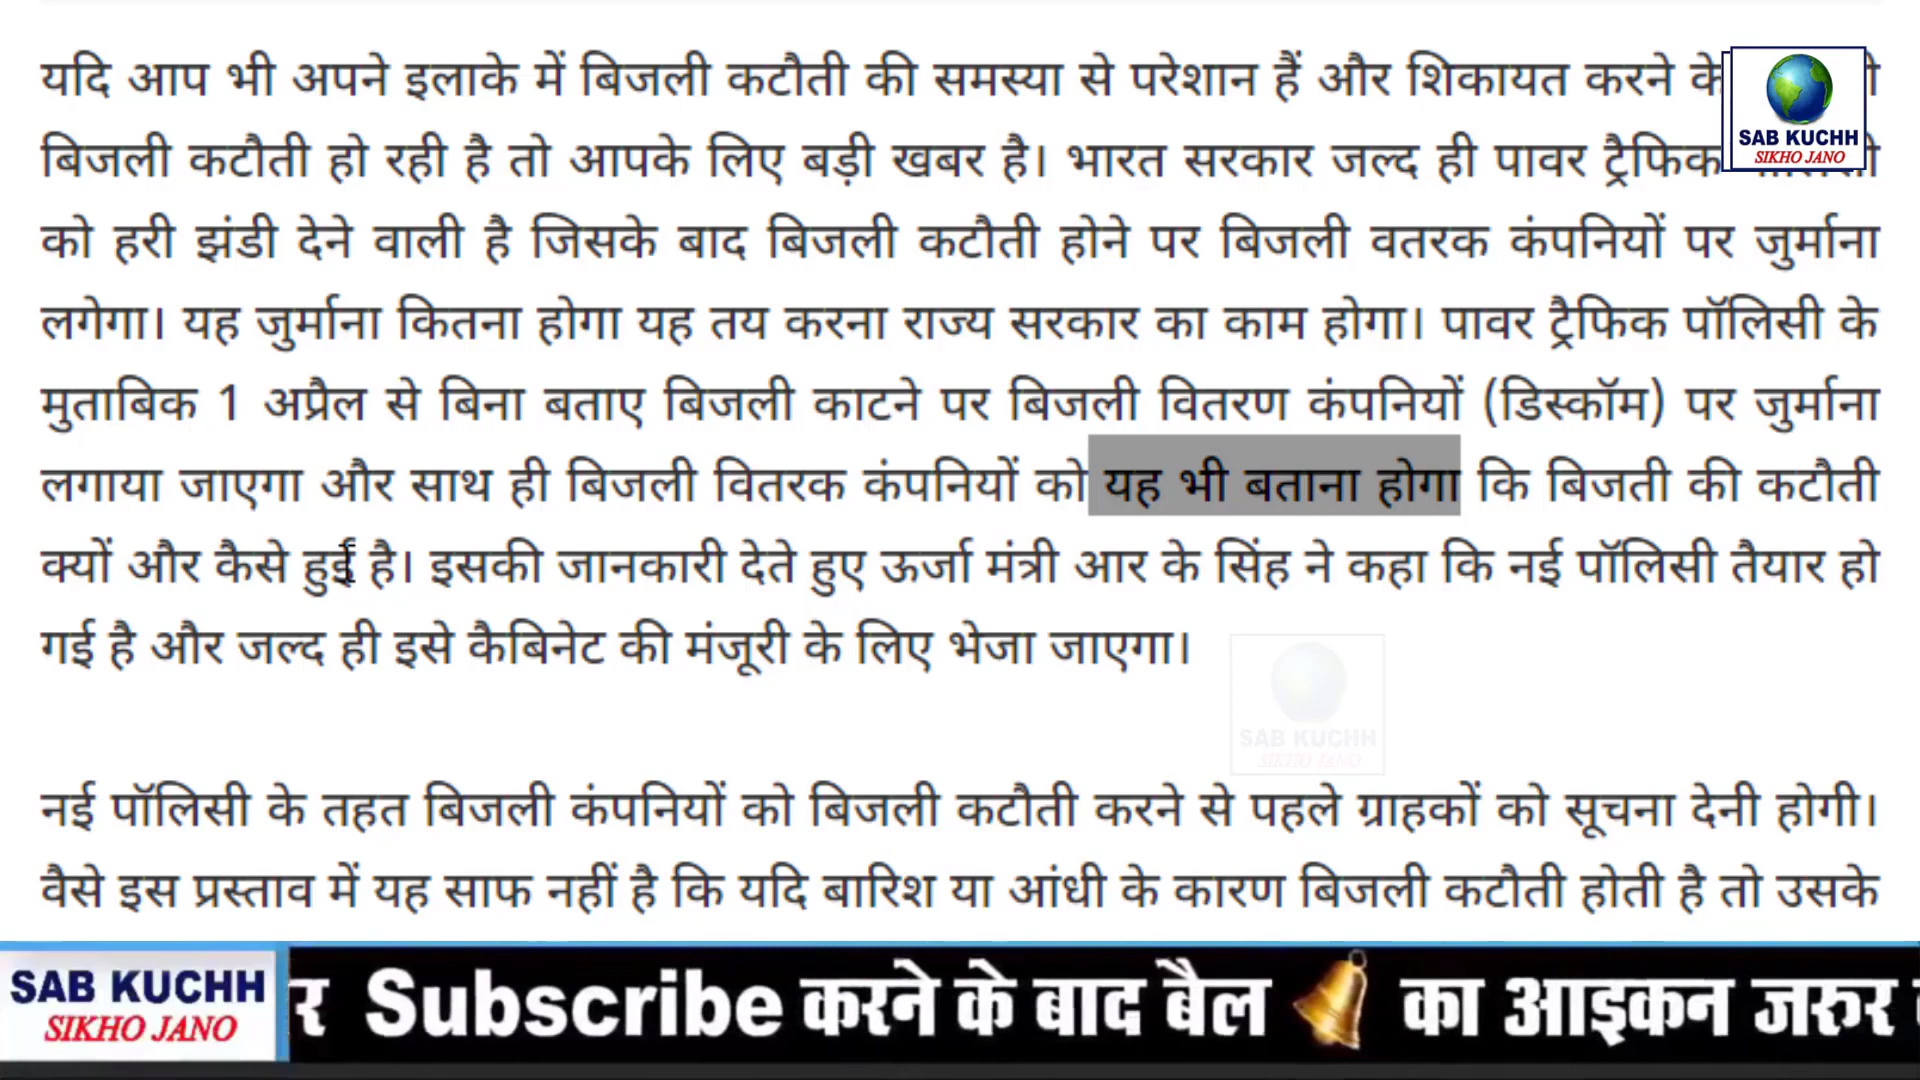 यदि आप भी अपने इलाके में बिजली कटौती की समस्या से परेशान हैं और शिकायत करने के
बिजली कटौती हो रही है तो आपके लिए बड़ी खबर है। भारत सरकार जल्द ही पावर ट्रैफिक
को हरी झंडी देने वाली है जिसके बाद बिजली कटौती होने पर बिजली वतरक कंपनियों पर जुर्माना
लगेगा। यह जुर्माना कितना होगा यह तय करना राज्य सरकार का काम होगा। पावर ट्रैफिक पॉलिसी के
मुताबिक 1 अप्रैल से बिना बताए बिजली काटने पर बिजली वितरण कंपनियों (डिस्कॉम) पर जुर्माना
लगाया जाएगा और साथ ही बिजली वितरक कंपनियों को यह भी बताना होगा कि बिजती की कटौती
क्यों और कैसे हुई है। इसकी जानकारी देते हुए ऊर्जा मंत्री आर के सिंह ने कहा कि नई पॉलिसी तैयार हो
गई है और जल्द ही इसे कैबिनेट की मंजूरी के लिए भेजा जाएगा।
नई पॉलिसी के तहत बिजली कंपनियों को बिजली कटौती करने से पहले ग्राहकों को सूचना देनी होगी।
वैसे इस प्रस्ताव में यह साफ नहीं है कि यदि बारिश या आंधी के कारण बिजली कटौती होती है तो उसके
SAB KUCHH
SIKHO JANO
SAB KUCHH
SIKHO JANO
SAB KUCHH
SIKHO JANO
र Subscribe करने के बाद बैल का आइकन जरुर